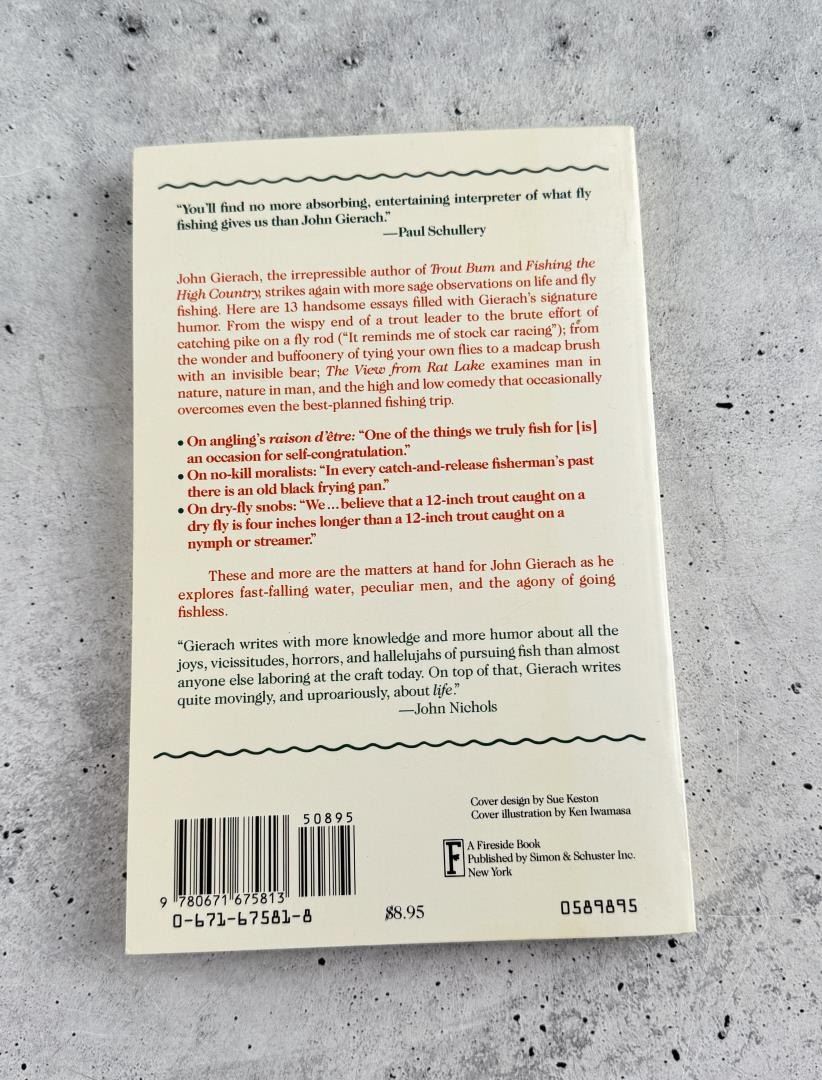 “You’ll find no more absorbing, entertaining interpreter of what fly
fishing gives us than John Gierach.”
—Paul Schullery
John Gierach, the irrepressible author of Trout Bum and Fishing the
High Country, strikes again with more sage observations on life and fly
fishing. Here are 13 handsome essays filled with Gierach’s signature
humor. From the wispy end of a trout leader to the brute effort of
catching pike on a fly rod (“It reminds me of stock car racing”); from
the wonder and buffoonery of tying your own flies to a madcap brush
with an invisible bear; The View from Rat Lake examines man in
nature, nature in man, and the high and low comedy that occasionally
overcomes even the best-planned fishing trip.
• On angling’s raison d’être: “One of the things we truly fish for [is]
an occasion for self-congratulation.”
• On no-kill moralists: “In every catch-and-release fisherman’s past
there is an old black frying pan.”
• On dry-fly snobs: “We...believe that a 12-inch trout caught on a
dry fly is four inches longer than a 12-inch trout caught on a
nymph or streamer.”
These and more are the matters at hand for John Gierach as he
explores fast-falling water, peculiar men, and the agony of going
fishless.
“Gierach writes with more knowledge and more humor about all the
joys, vicissitudes, horrors, and hallelujahs of pursuing fish than almost
anyone else laboring at the craft today. On top of that, Gierach writes
quite movingly, and uproariously, about life.”
—John Nichols
Cover design by Sue Keston
Cover illustration by Ken Iwamasa
F
A Fireside Book
Published by Simon & Schuster Inc.
New York
50895
9 780671 675813
0-671-67581-8
$8.95
0589895